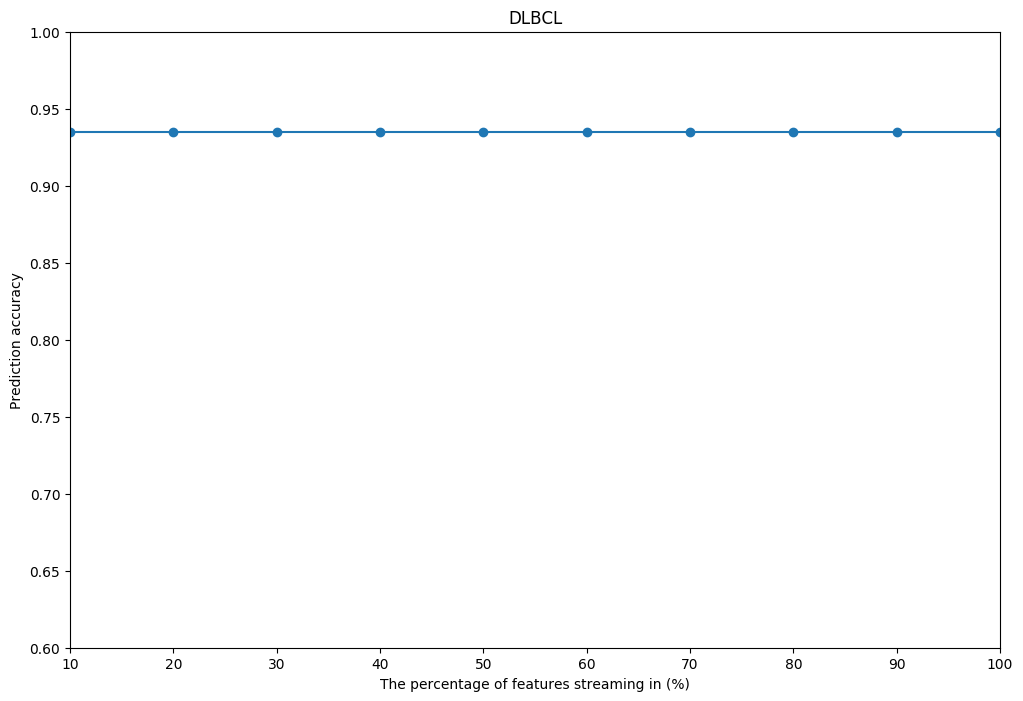 DLBCL
1.00
0.95
0.90
0.85
0.80
0.75
0.70
0.65
0.60
Prediction accuracy
10 20 30 40 50 60 70 80 90 100
The percentage of features streaming in (%)